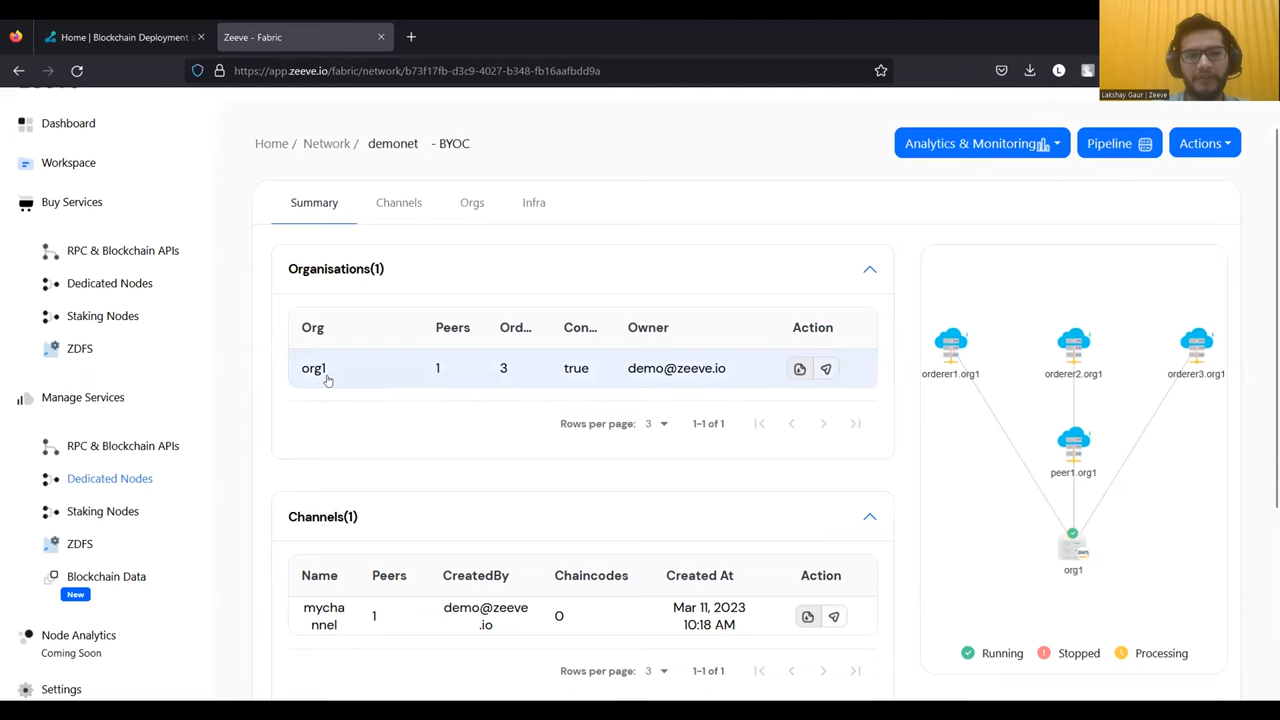 Home | Blockchain Deployment
Zeeve - Fabric
https://app.zeeve.io/fabric/network/b73f17fb-d3c9-4027-b348-fb16aafbdd9a
L
Lakshay Gaur | Zeeve
Dashboard
Workspace
Buy Services
RPC & Blockchain APIs
Dedicated Nodes
Staking Nodes
ZDFS
Manage Services
RPC & Blockchain APIs
Dedicated Nodes
Staking Nodes
ZDFS
Blockchain Data
New
Node Analytics
Coming Soon
Settings
Home / Network / demonet - BYOC
Analytics & Monitoring
Pipeline
Actions
Summary Channels Orgs Infra
Organisations(1)
Org Peers Ord... Con... Owner Action
org1 1 3 true demo@zeeve.io
Rows per page: 3 1-1 of 1
Channels(1)
Name Peers CreatedBy Chaincodes Created At Action
mycha
nnel
1
demo@zeeve
.io
0
Mar 11, 2023
10:18 AM
Rows per page: 3 1-1 of 1
orderer1.org1 orderer2.org1 orderer3.org1
peer1.org1
aws
org1
Running Stopped Processing